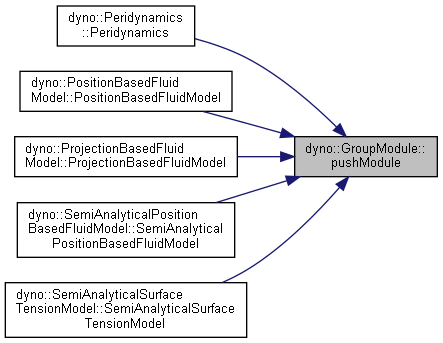 dyno::Peridynamics
::Peridynamics
dyno::PositionBasedFluid
Model::PositionBasedFluidModel
dyno::ProjectionBasedFluid
Model::ProjectionBasedFluidModel
dyno::SemiAnalyticalPosition
BasedFluidModel::SemiAnalytical
PositionBasedFluidModel
dyno::SemiAnalyticalSurface
TensionModel::SemiAnalyticalSurface
TensionModel
dyno::GroupModule::
pushModule